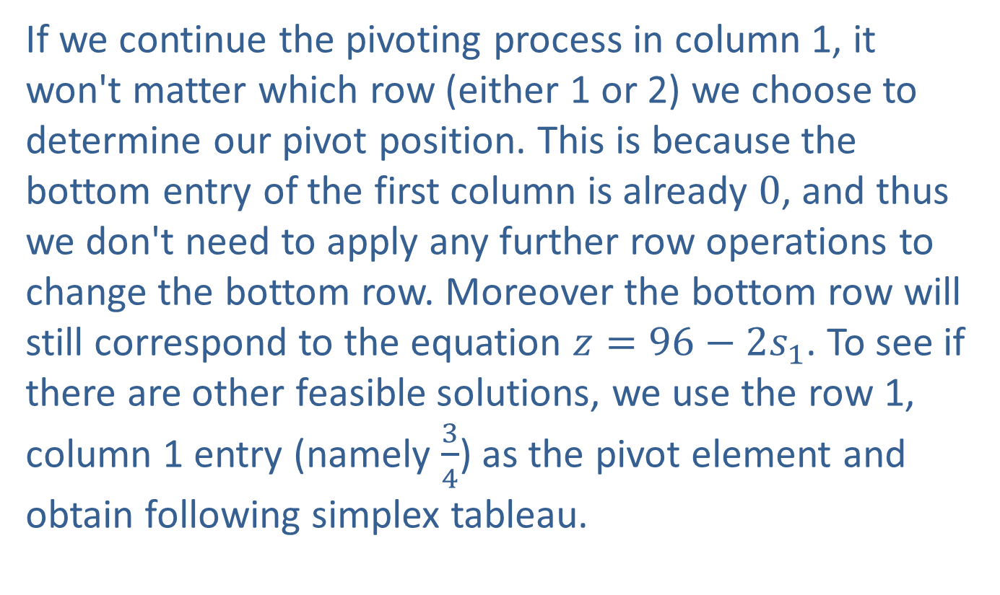 If we continue the pivoting process in column 1, it
won't matter which row (either 1 or 2) we choose to
determine our pivot position. This is because the
bottom entry of the first column is already 0, and thus
we don't need to apply any further row operations to
change the bottom row. Moreover the bottom row will
still correspond to the equation z = 96 − 2s₁. To see if
there are other feasible solutions, we use the row 1,
column 1 entry (namely 3/4) as the pivot element and
obtain following simplex tableau.